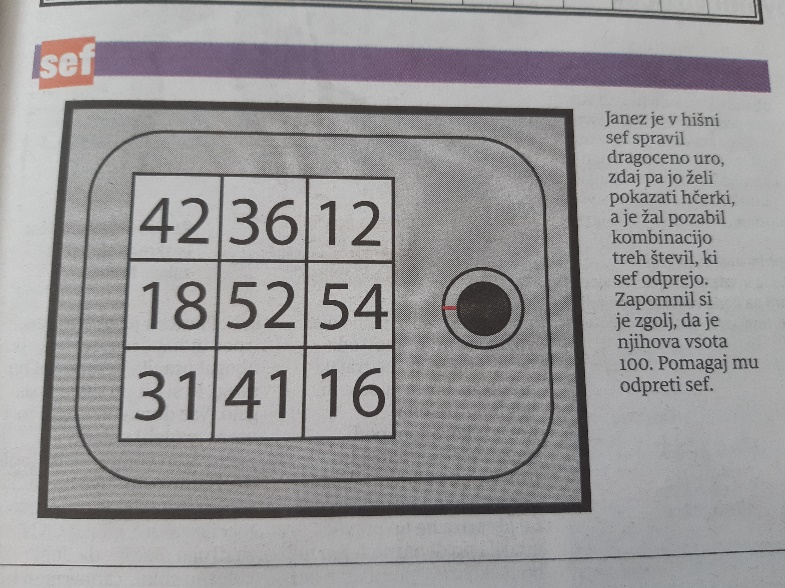 sef
42 36 12
18 52 54
31 41 16
Janez je v hišni
sef spravil
dragoceno uro,
zdaj pa jo želi
pokazati hčerki,
a je žal pozabil
kombinacijo
treh števil, ki
sef odprejo.
Zapomnil si
je zgolj, da je
njihova vsota
100. Pomagaj mu
odpreti sef.